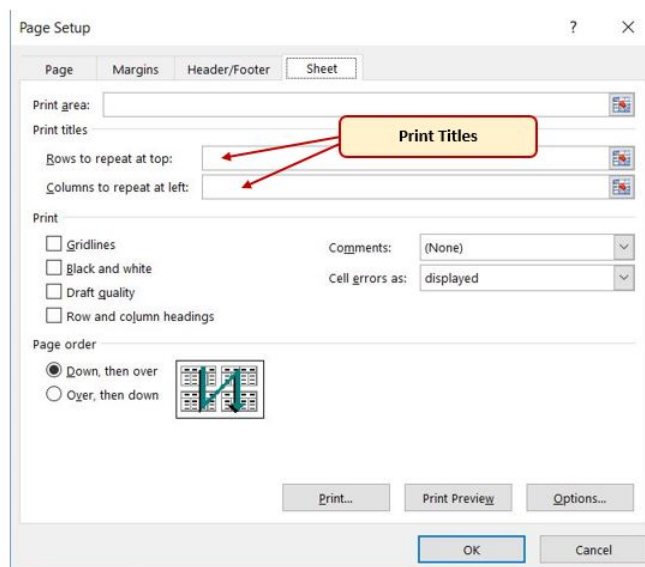 Page Setup ?
Page Margins Header/Footer Sheet
Print area:
Print titles
Print Titles
Rows to repeat at top:
Columns to repeat at left:
Print
Gridlines
Comments: (None)
Black and white
Cell errors as: displayed
Draft quality
Row and column headings
Page order
Down, then over
Over, then down
Print... Print Preview Options...
OK Cancel